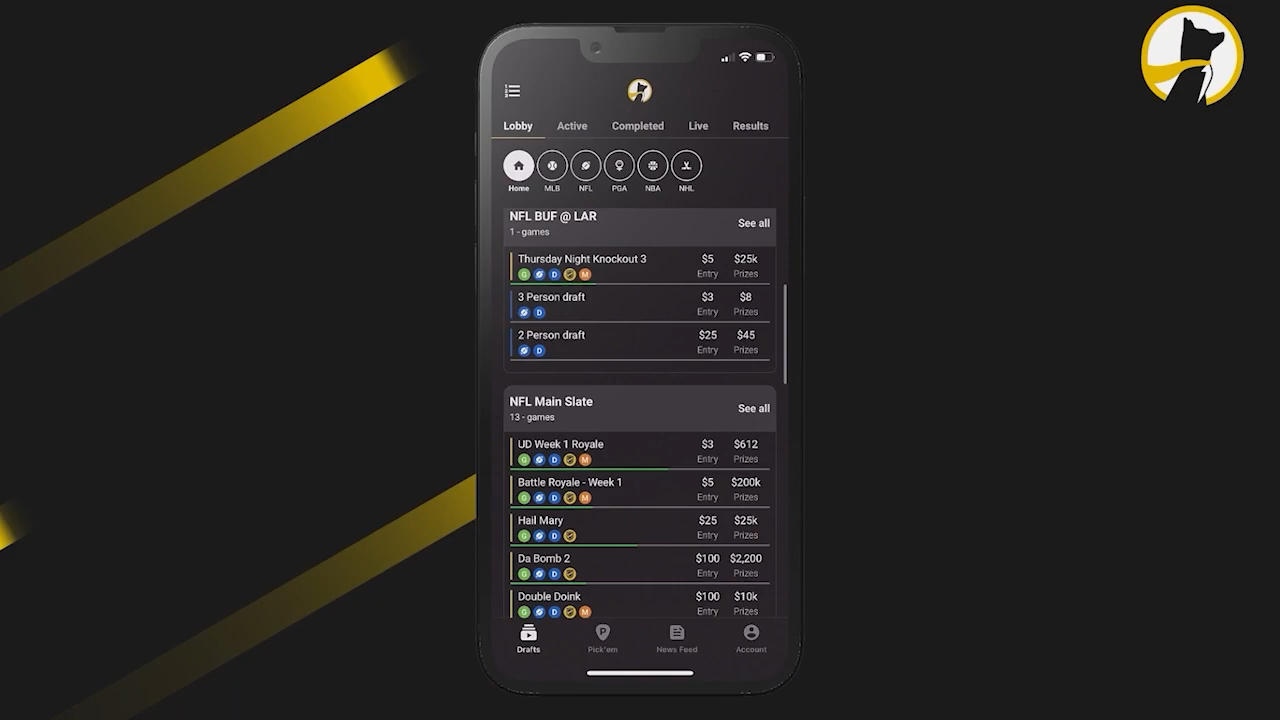 Lobby Active Completed Live Results
Home MLB NFL PGA NBA NHL
NFL BUF @ LAR
1 - games
See all
Thursday Night Knockout 3 $5 $25k
G D M Entry Prizes
3 Person draft $3 $8
D Entry Prizes
2 Person draft $25 $45
D Entry Prizes
NFL Main Slate
13 - games
See all
UD Week 1 Royale $3 $612
G D M Entry Prizes
Battle Royale - Week 1 $5 $200k
G D M Entry Prizes
Hail Mary $25 $25k
G D Entry Prizes
Da Bomb 2 $100 $2,200
G D Entry Prizes
Double Doink $100 $10k
G D M Entry Prizes
Drafts Pick'em News Feed Account